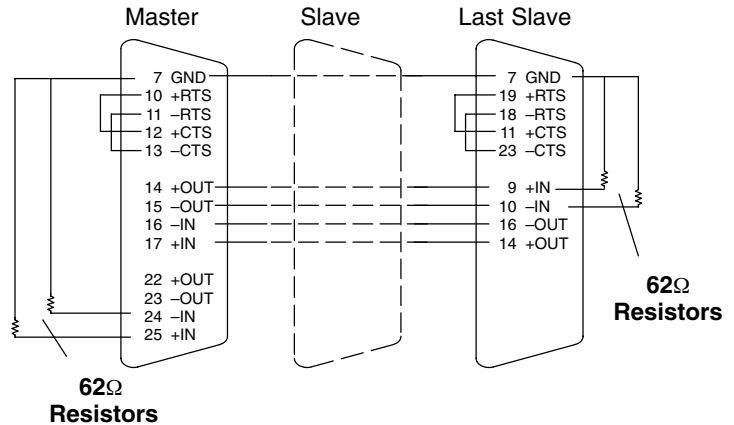 Master
Slave
Last Slave
7 GND
10 +RTS
11 –RTS
12 +CTS
13 –CTS
14 +OUT
15 –OUT
16 –IN
17 +IN
22 +OUT
23 –OUT
24 –IN
25 +IN
62Ω
Resistors
7 GND
19 +RTS
18 –RTS
11 +CTS
23 –CTS
9 +IN
10 –IN
16 –OUT
14 +OUT
62Ω
Resistors